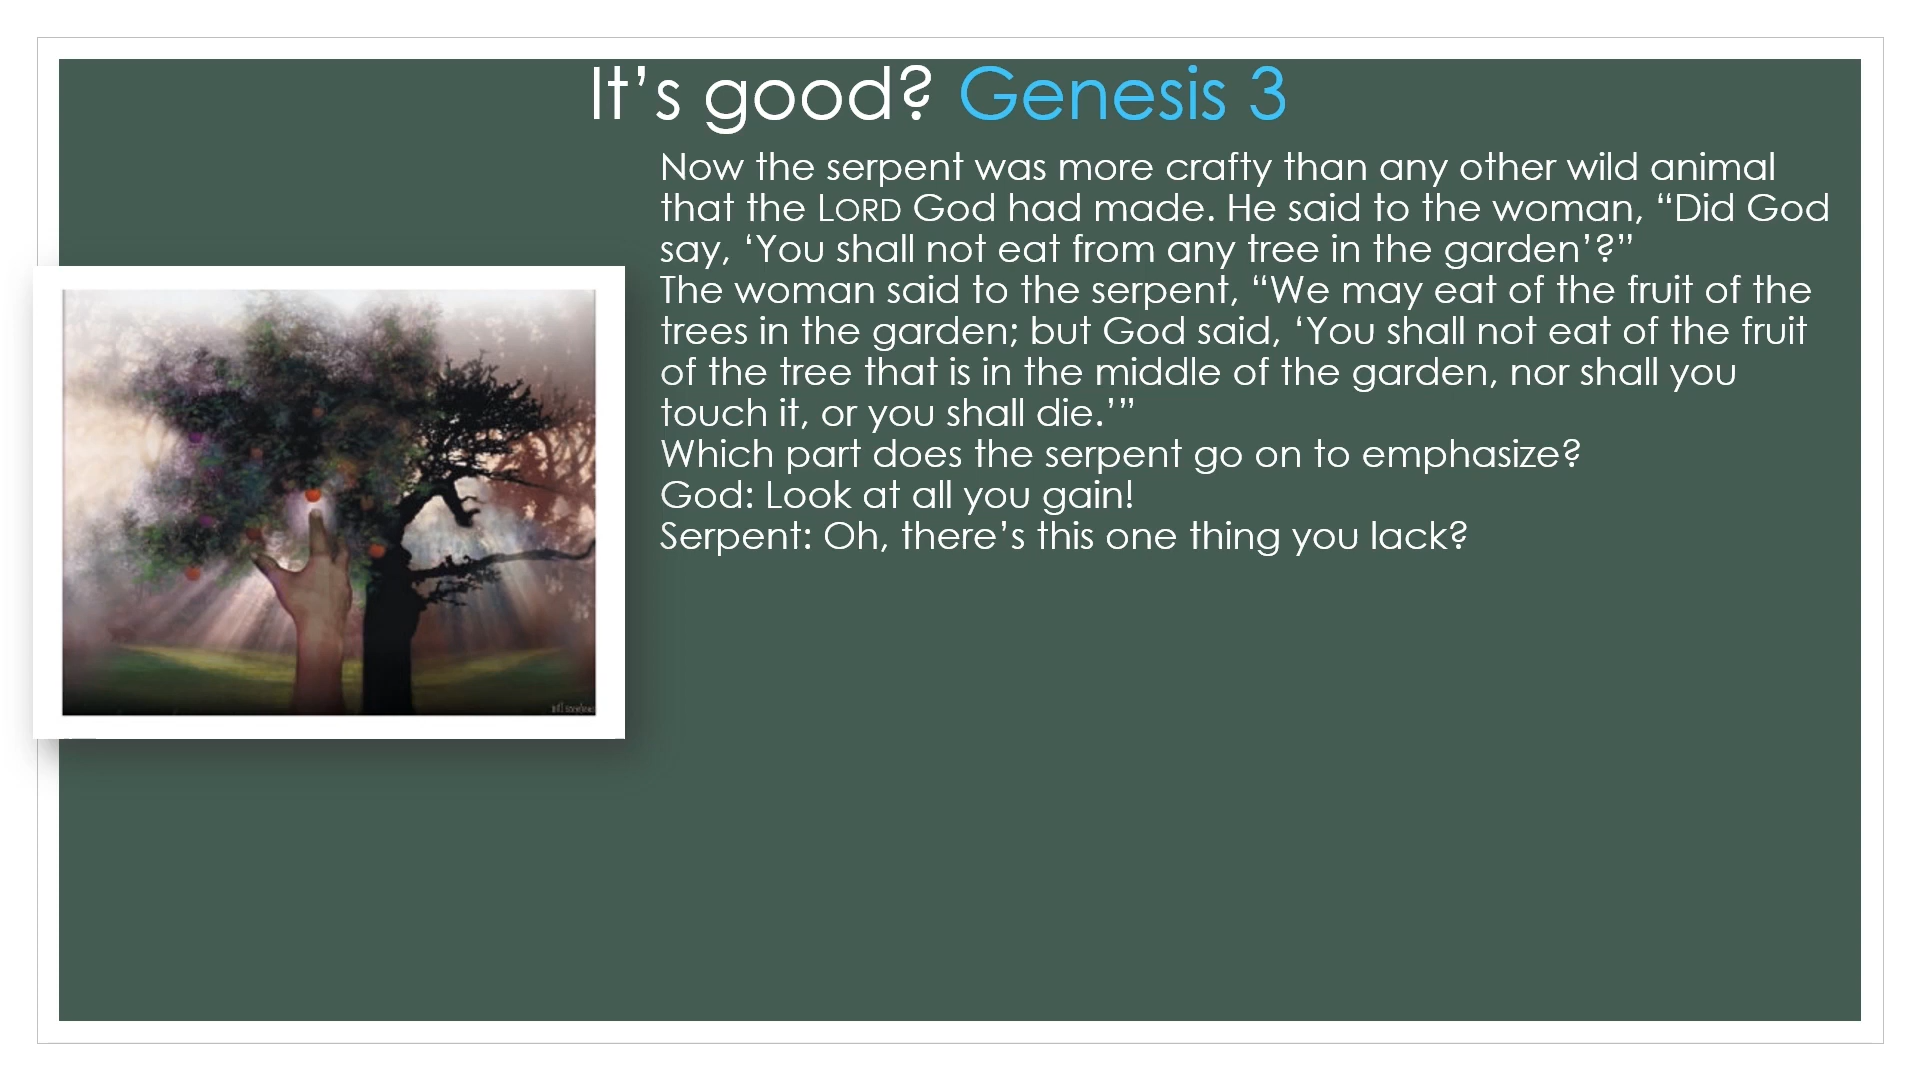 It’s good? Genesis 3
Now the serpent was more crafty than any other wild animal
that the LORD God had made. He said to the woman, “Did God
say, ‘You shall not eat from any tree in the garden’?”
The woman said to the serpent, “We may eat of the fruit of the
trees in the garden; but God said, ‘You shall not eat of the fruit
of the tree that is in the middle of the garden, nor shall you
touch it, or you shall die.’”
Which part does the serpent go on to emphasize?
God: Look at all you gain!
Serpent: Oh, there’s this one thing you lack?